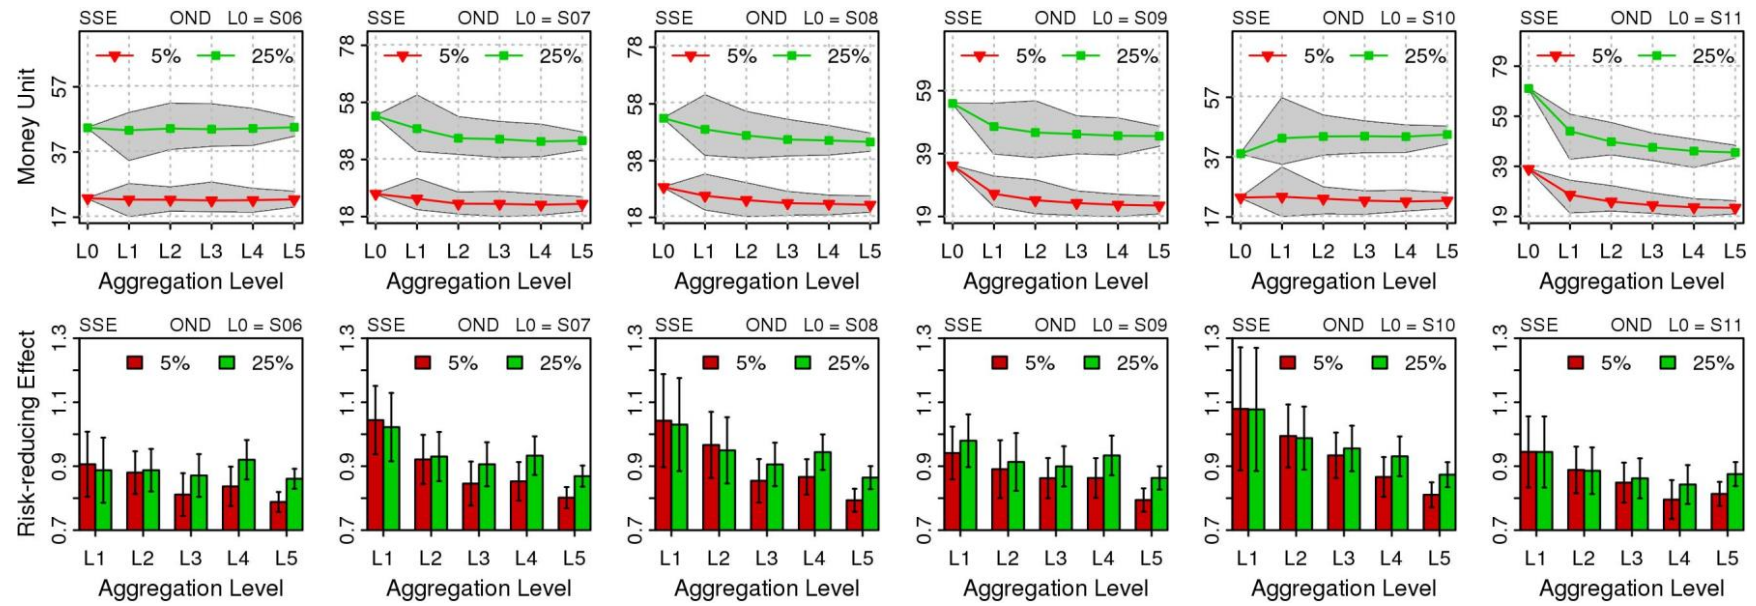 SSE OND L0 = S06 SSE OND L0 = S07 SSE OND L0 = S08 SSE OND L0 = S09 SSE OND L0 = S10 SSE OND L0 = S11
5% 25% 5% 25% 5% 25% 5% 25% 5% 25% 5% 25%
Money Unit
57 37 17
78 58 38 18
78 58 38 18
59 39 19
57 37 17
79 59 39 19
L0 L1 L2 L3 L4 L5 L0 L1 L2 L3 L4 L5 L0 L1 L2 L3 L4 L5 L0 L1 L2 L3 L4 L5 L0 L1 L2 L3 L4 L5 L0 L1 L2 L3 L4 L5
Aggregation Level Aggregation Level Aggregation Level Aggregation Level Aggregation Level Aggregation Level
SSE OND L0 = S06 SSE OND L0 = S07 SSE OND L0 = S08 SSE OND L0 = S09 SSE OND L0 = S10 SSE OND L0 = S11
5% 25% 5% 25% 5% 25% 5% 25% 5% 25% 5% 25%
Risk-reducing Effect
1.3 1.1 0.9 0.7
1.3 1.1 0.9 0.7
1.3 1.1 0.9 0.7
1.3 1.1 0.9 0.7
1.3 1.1 0.9 0.7
1.3 1.1 0.9 0.7
L1 L2 L3 L4 L5 L1 L2 L3 L4 L5 L1 L2 L3 L4 L5 L1 L2 L3 L4 L5 L1 L2 L3 L4 L5 L1 L2 L3 L4 L5
Aggregation Level Aggregation Level Aggregation Level Aggregation Level Aggregation Level Aggregation Level